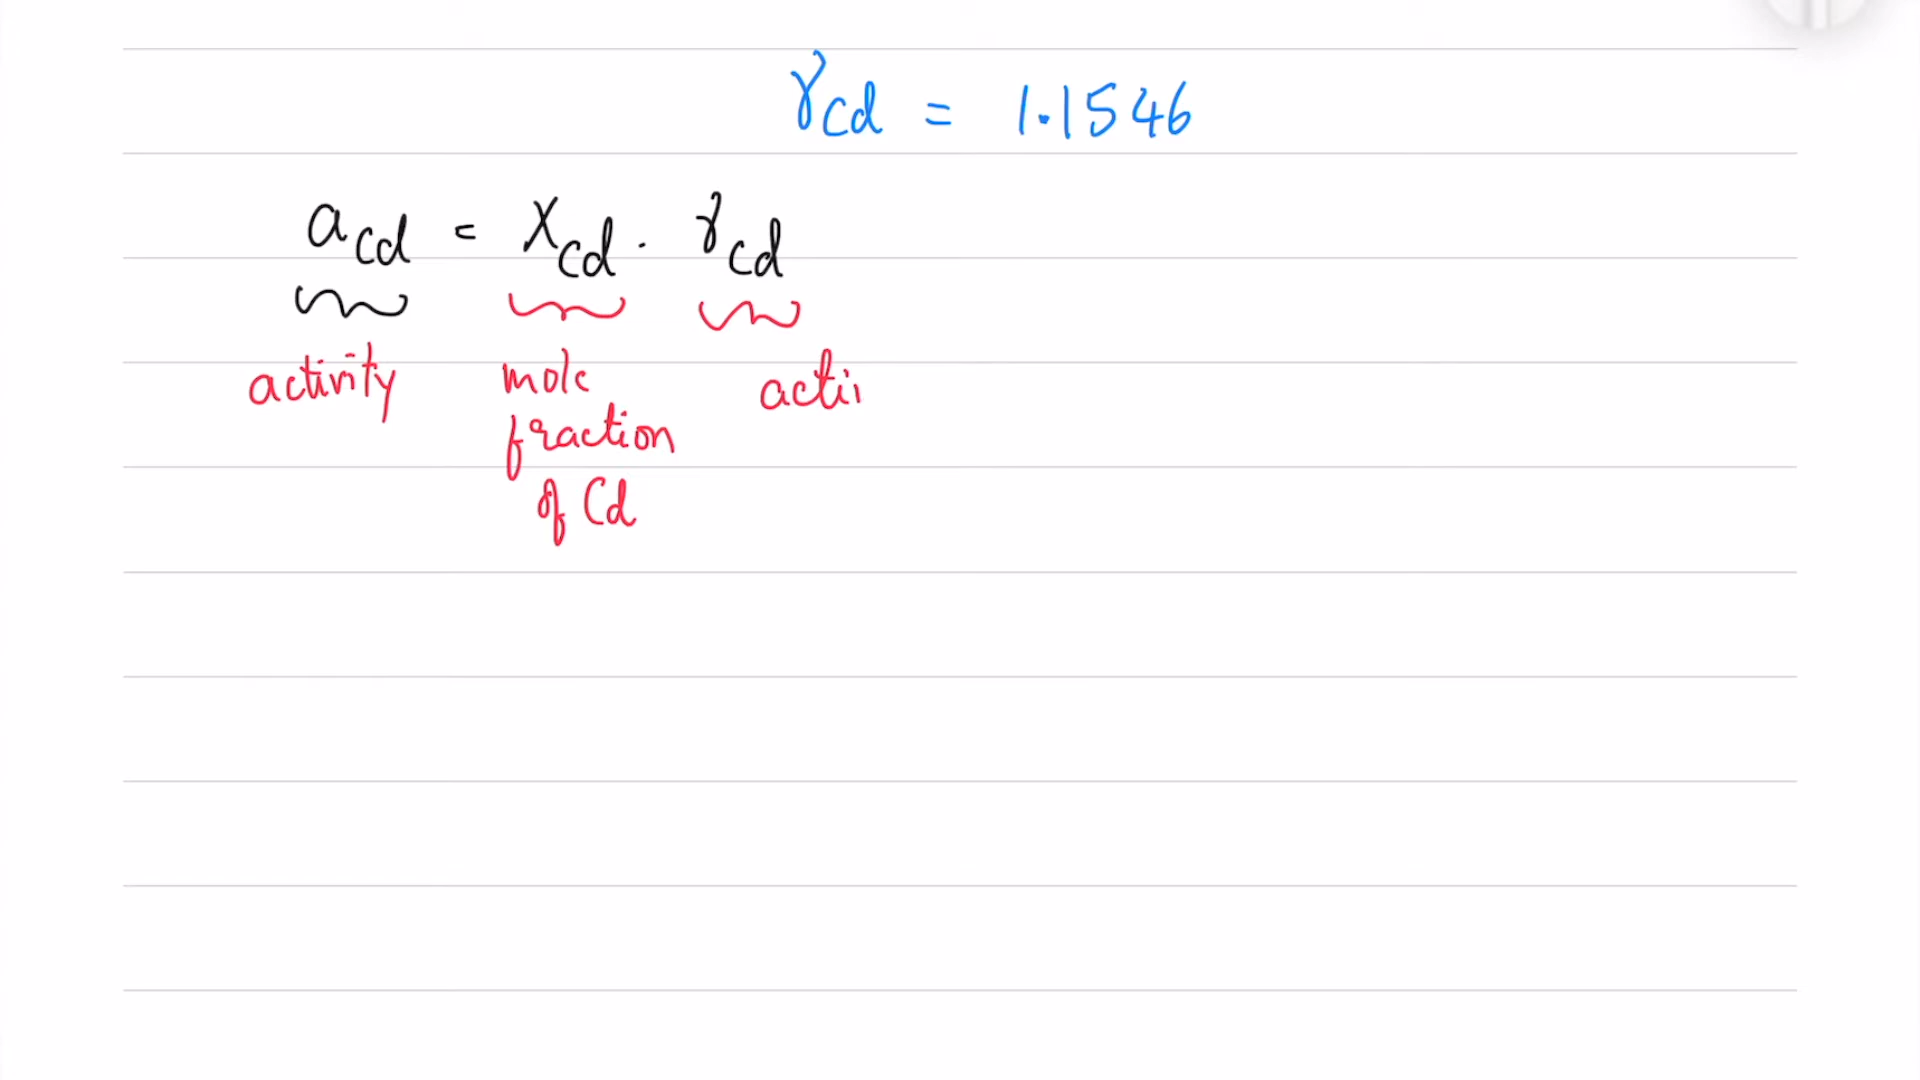 γCd = 1.1546
aCd = XCd · γCd
activity mole fraction of Cd acti